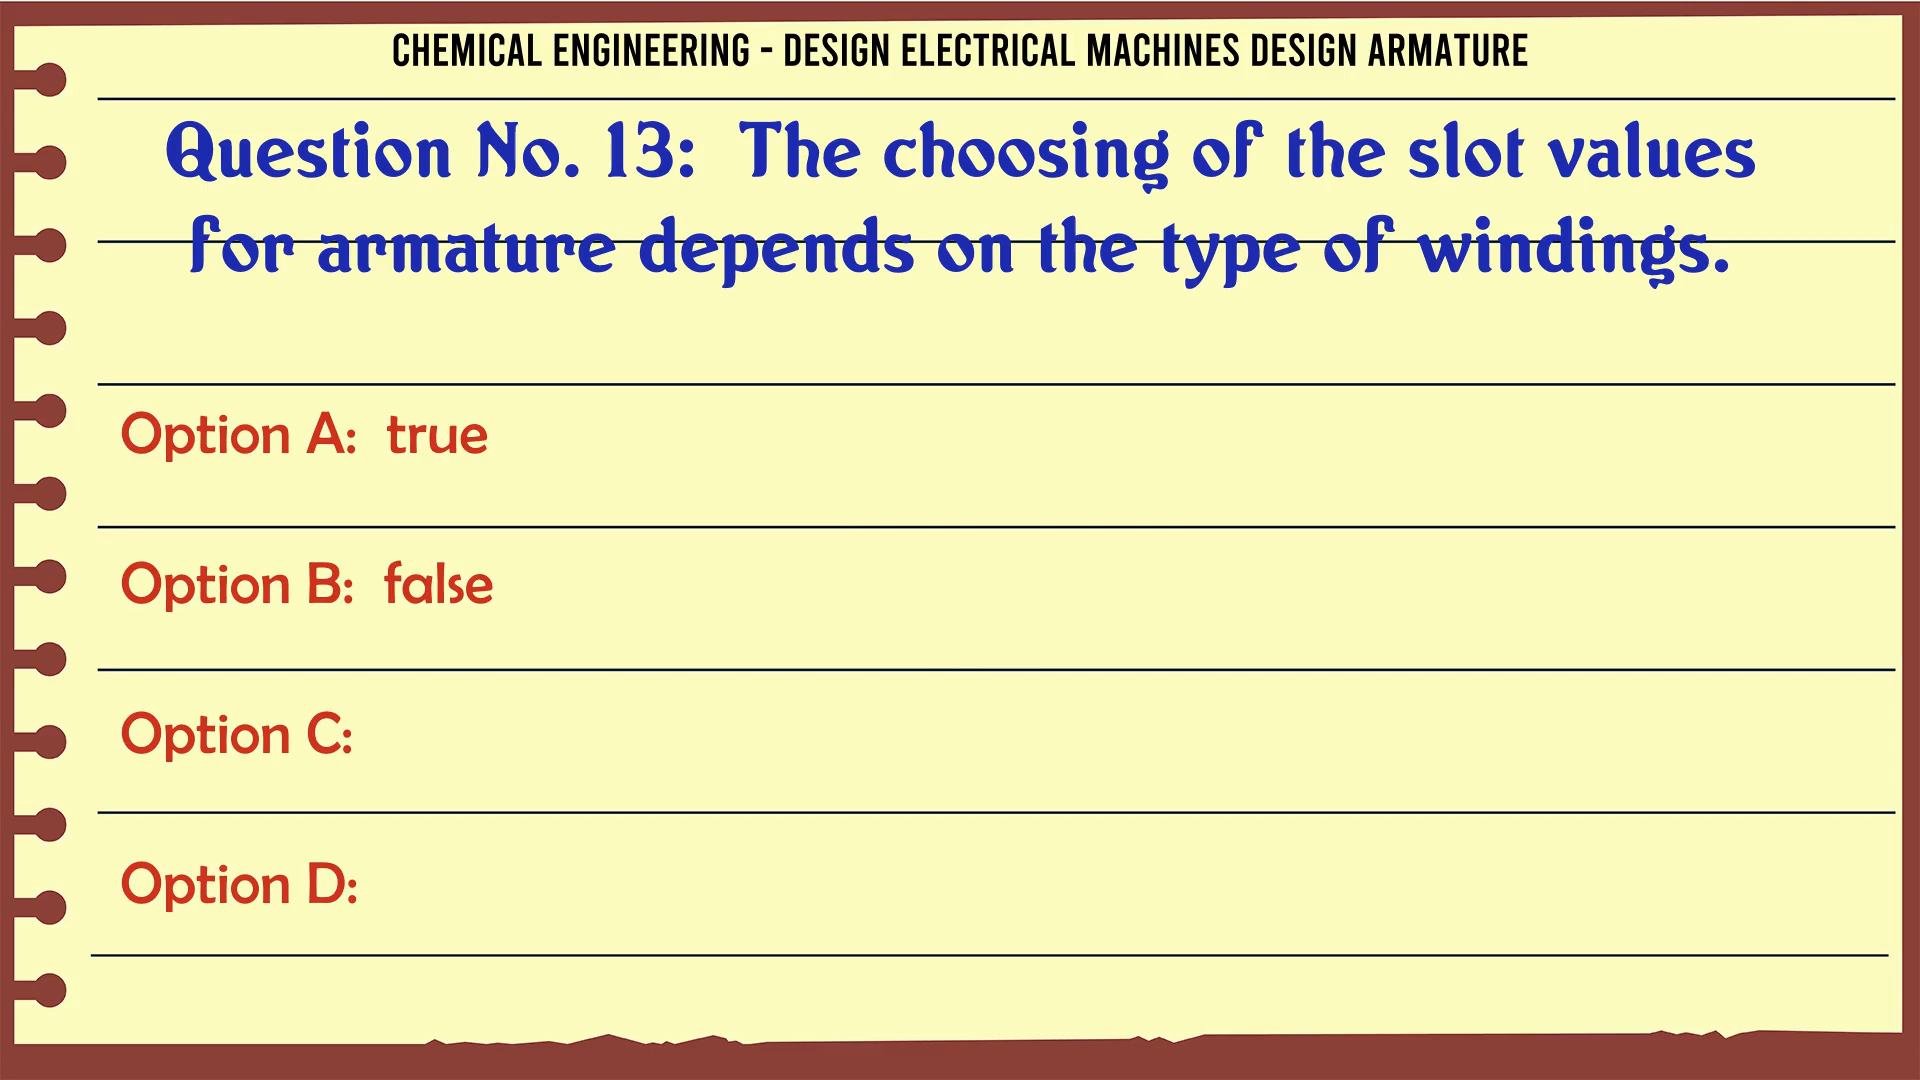 CHEMICAL ENGINEERING - DESIGN ELECTRICAL MACHINES DESIGN ARMATURE
Question No. 13: The choosing of the slot values
for armature depends on the type of windings.
Option A: true
Option B: false
Option C:
Option D: